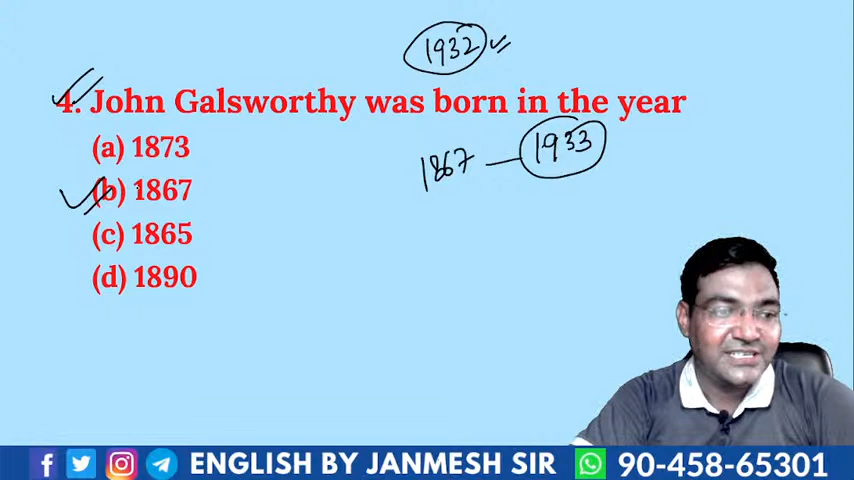 1932
4. John Galsworthy was born in the year
(a) 1873
1867 — 1933
(b) 1867
(c) 1865
(d) 1890
ENGLISH BY JANMESH SIR 90-458-65301